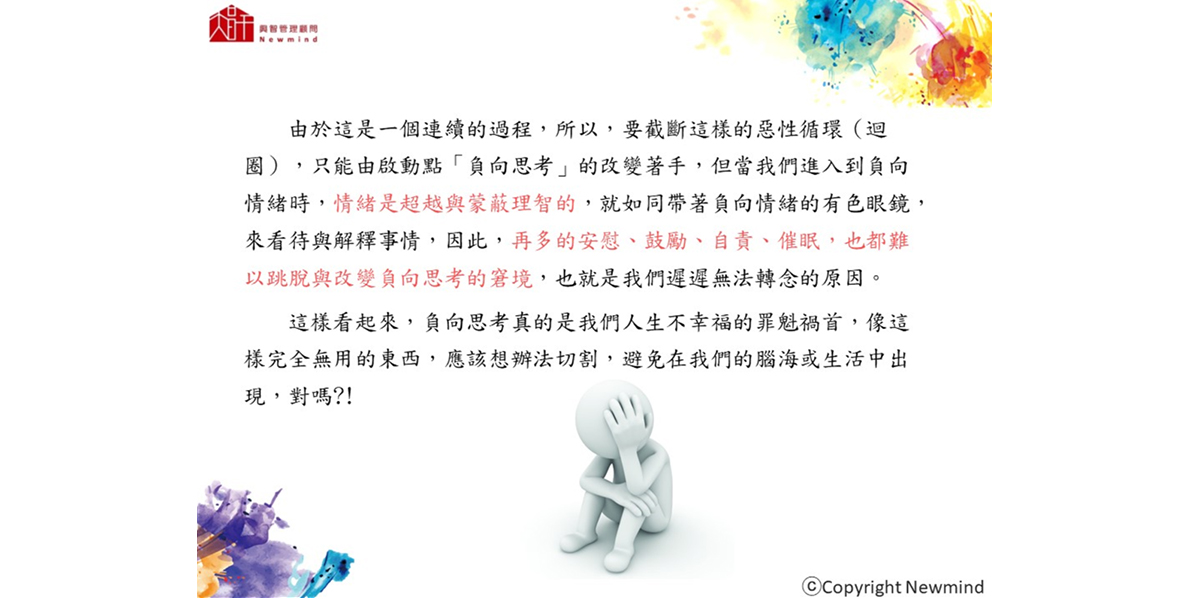 興智管理顧問
Newmind
由於這是一個連續的過程，所以，要截斷這樣的惡性循環（迴
圈），只能由啟動點「負向思考」的改變著手，但當我們進入到負向
情緒時，情緒是超越與蒙蔽理智的，就如同帶著負向情緒的有色眼鏡，
來看待與解釋事情，因此，再多的安慰、鼓勵、自責、催眠，也都難
以跳脫與改變負向思考的窘境，也就是我們遲遲無法轉念的原因。
這樣看起來，負向思考真的是我們人生不幸福的罪魁禍首，像這
樣完全無用的東西，應該想辦法切割，避免在我們的腦海或生活中出
現，對嗎?!
ⓒCopyright Newmind